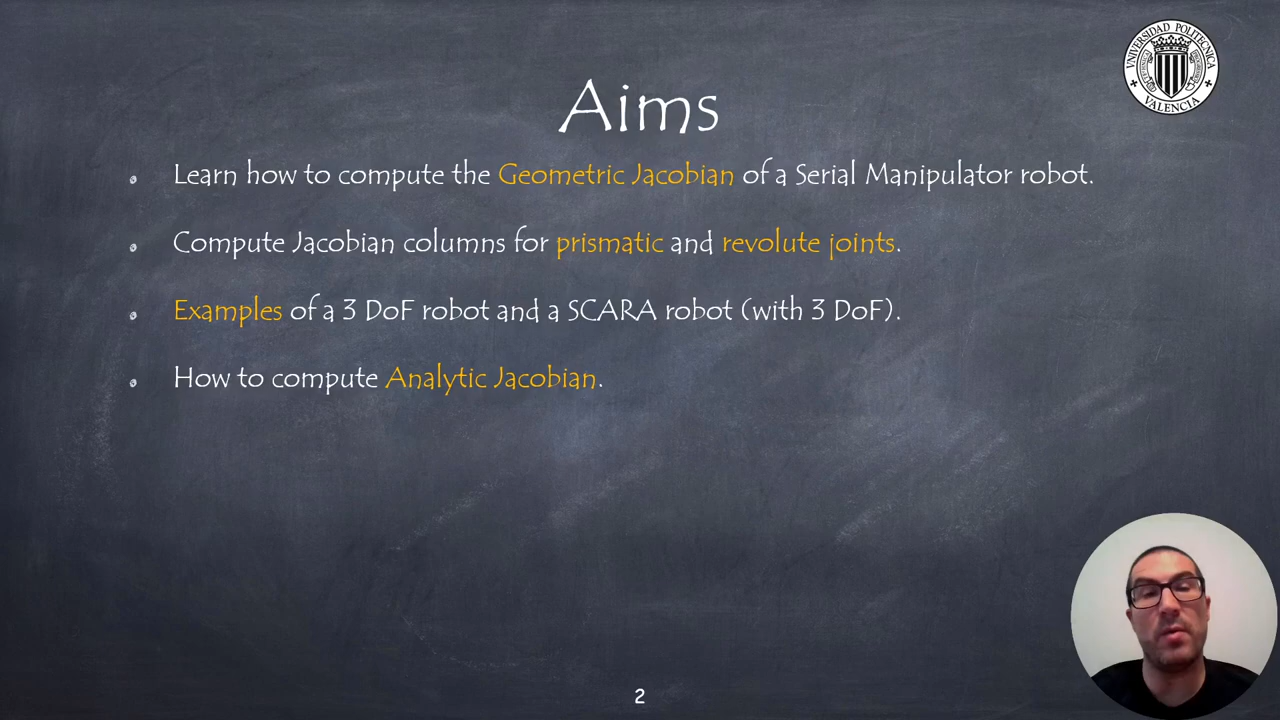 UNIVERSIDAD POLITECNICA
VALENCIA
Aims
Learn how to compute the Geometric Jacobian of a Serial Manipulator robot.
Compute Jacobian columns for prismatic and revolute joints.
Examples of a 3 DoF robot and a SCARA robot (with 3 DoF).
How to compute Analytic Jacobian.
2